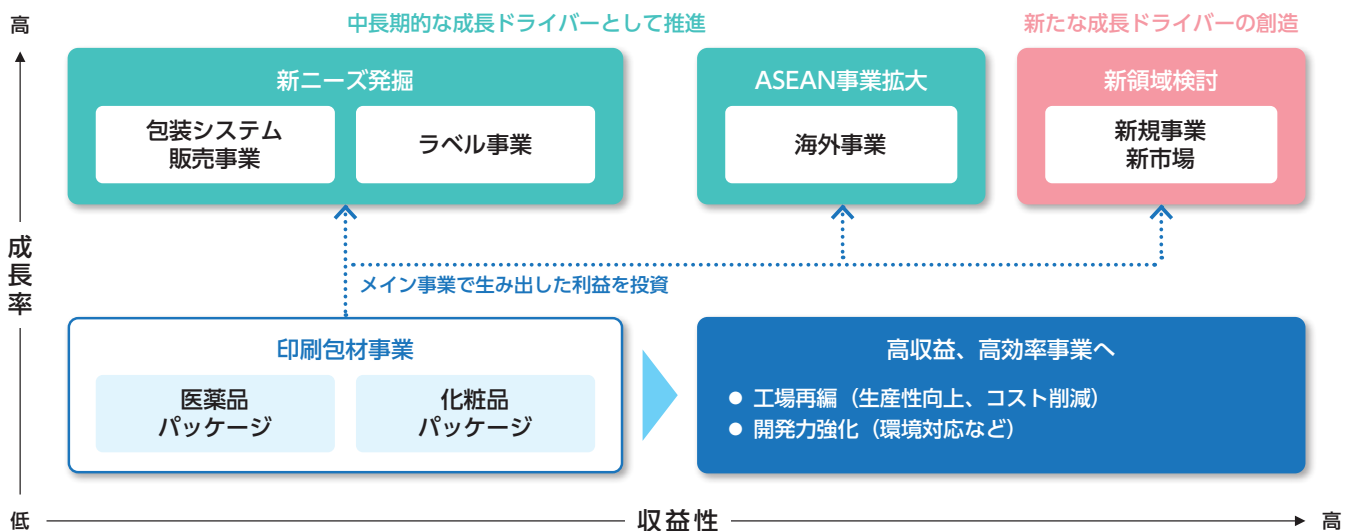 高
中長期的な成長ドライバーとして推進
新たな成長ドライバーの創造
新ニーズ発掘
包装システム
販売事業
ラベル事業
ASEAN事業拡大
海外事業
新領域検討
新規事業
新市場
成長率
メイン事業で生み出した利益を投資
印刷包材事業
医薬品
パッケージ
化粧品
パッケージ
高収益、高効率事業へ
● 工場再編（生産性向上、コスト削減）
● 開発力強化（環境対応など）
低
収益性
高